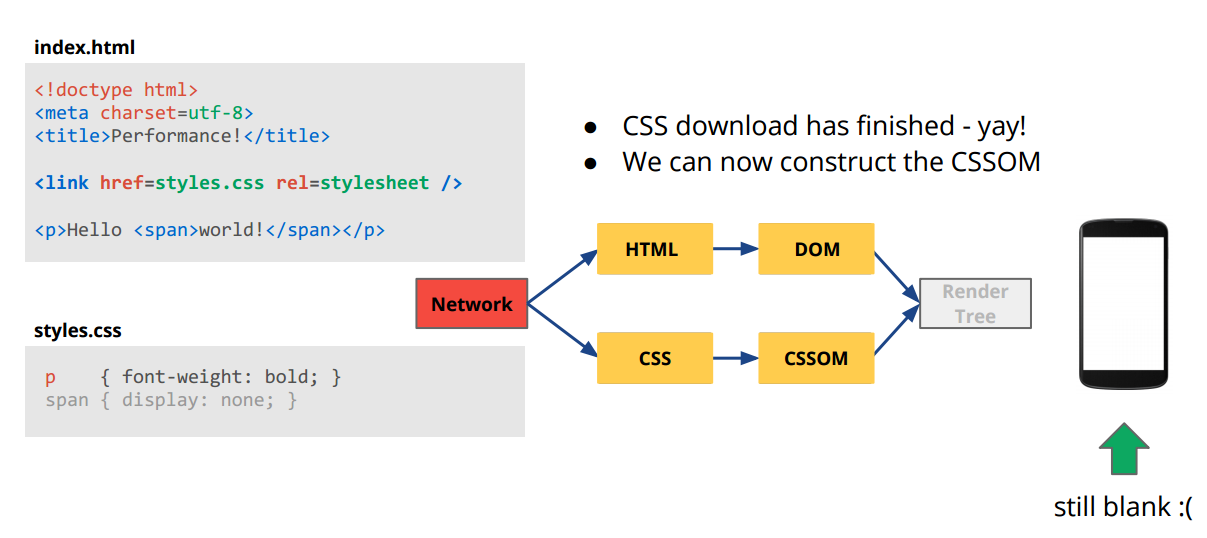 index.html
<!doctype html>
<meta charset=utf-8>
<title>Performance!</title>
<link href=styles.css rel=stylesheet />
<p>Hello <span>world!</span></p>
styles.css
p    { font-weight: bold; }
span { display: none; }
● CSS download has finished - yay!
● We can now construct the CSSOM
Network
HTML
DOM
CSS
CSSOM
Render
Tree
still blank :(